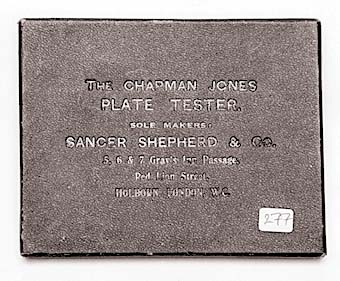 THE CHAPMAN JONES
PLATE TESTER.
SOLE MAKERS:
SANGER SHEPHERD & Co.
5, 6 & 7, Gray's Inn Passage,
Red Lion Street,
HOLBORN, LONDON, W.C.
277